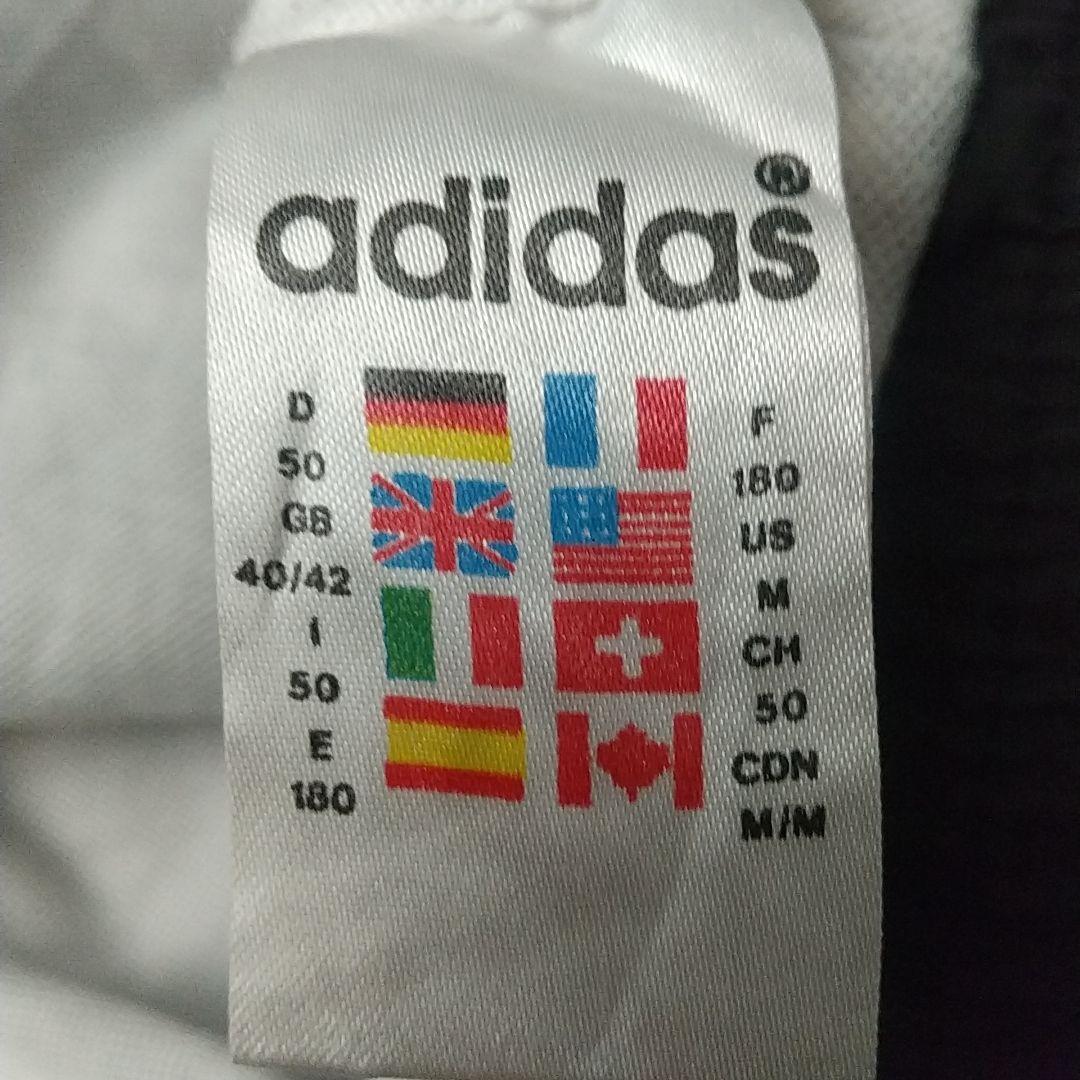 adidas®
D
50
GB
40/42
I
50
E
180
F
180
US
M
CH
50
CDN
M/M